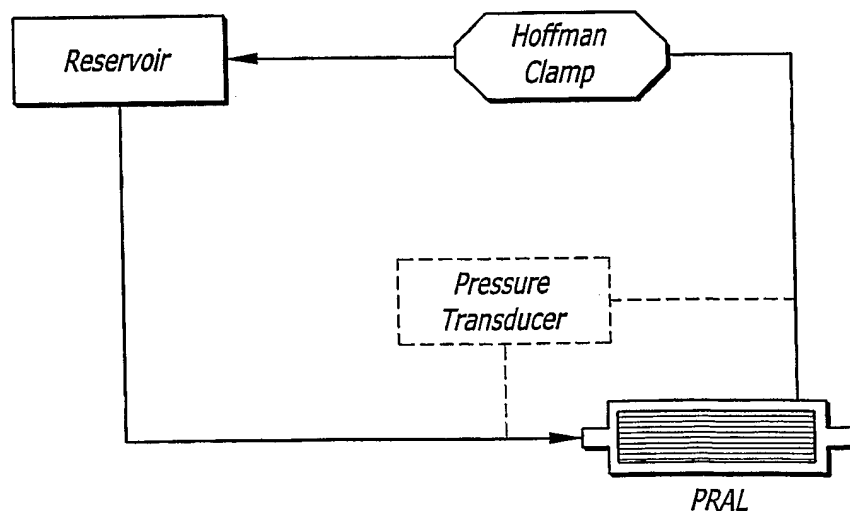 Reservoir
Hoffman
Clamp
Pressure
Transducer
PRAL